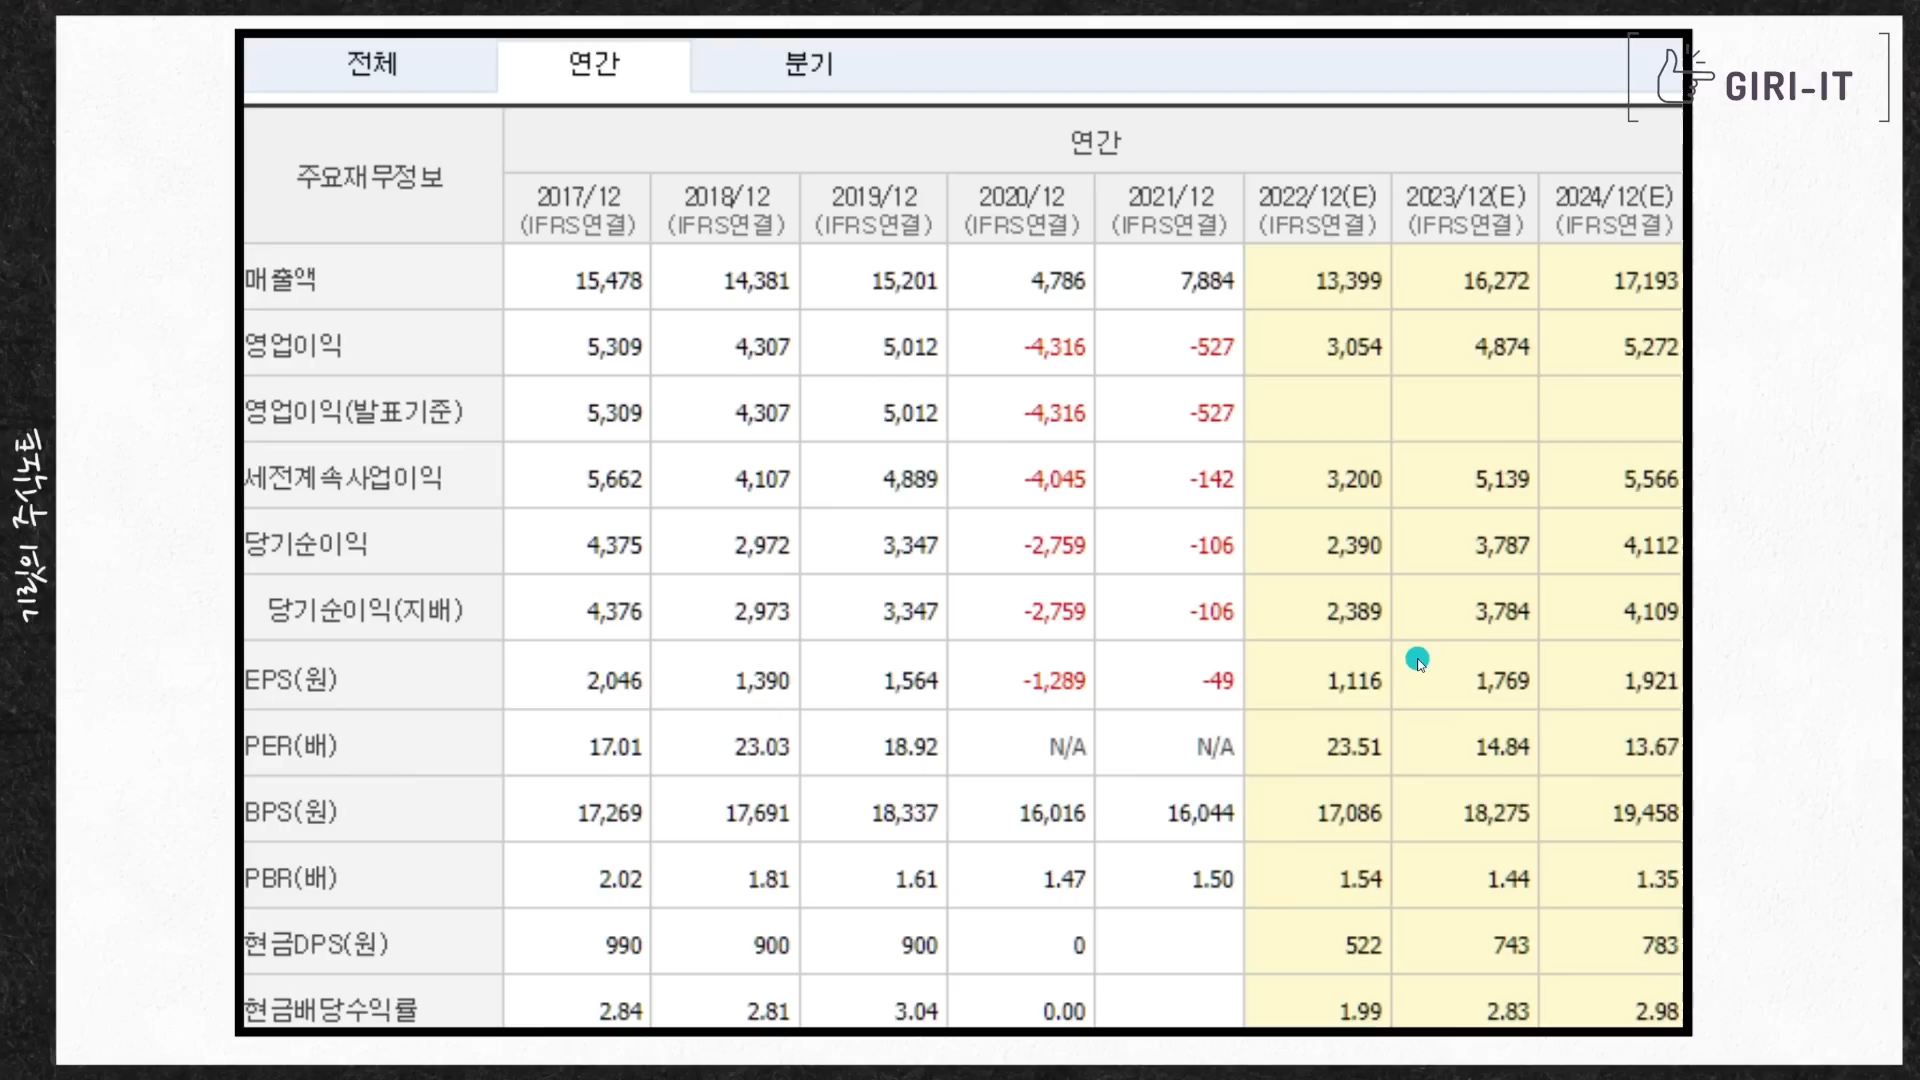 전체 연간 분기
GIRI-IT
주요재무정보 연간
2017/12 2018/12 2019/12 2020/12 2021/12 2022/12(E) 2023/12(E) 2024/12(E)
(IFRS연결) (IFRS연결) (IFRS연결) (IFRS연결) (IFRS연결) (IFRS연결) (IFRS연결) (IFRS연결)
매출액 15,478 14,381 15,201 4,786 7,884 13,399 16,272 17,193
영업이익 5,309 4,307 5,012 -4,316 -527 3,054 4,874 5,272
영업이익(발표기준) 5,309 4,307 5,012 -4,316 -527
세전계속사업이익 5,662 4,107 4,889 -4,045 -142 3,200 5,139 5,566
당기순이익 4,375 2,972 3,347 -2,759 -106 2,390 3,787 4,112
당기순이익(지배) 4,376 2,973 3,347 -2,759 -106 2,389 3,784 4,109
EPS(원) 2,046 1,390 1,564 -1,289 -49 1,116 1,769 1,921
PER(배) 17.01 23.03 18.92 N/A N/A 23.51 14.84 13.67
BPS(원) 17,269 17,691 18,337 16,016 16,044 17,086 18,275 19,458
PBR(배) 2.02 1.81 1.61 1.47 1.50 1.54 1.44 1.35
현금DPS(원) 990 900 900 0 522 743 783
현금배당수익률 2.84 2.81 3.04 0.00 1.99 2.83 2.98
기릿의 주식노트